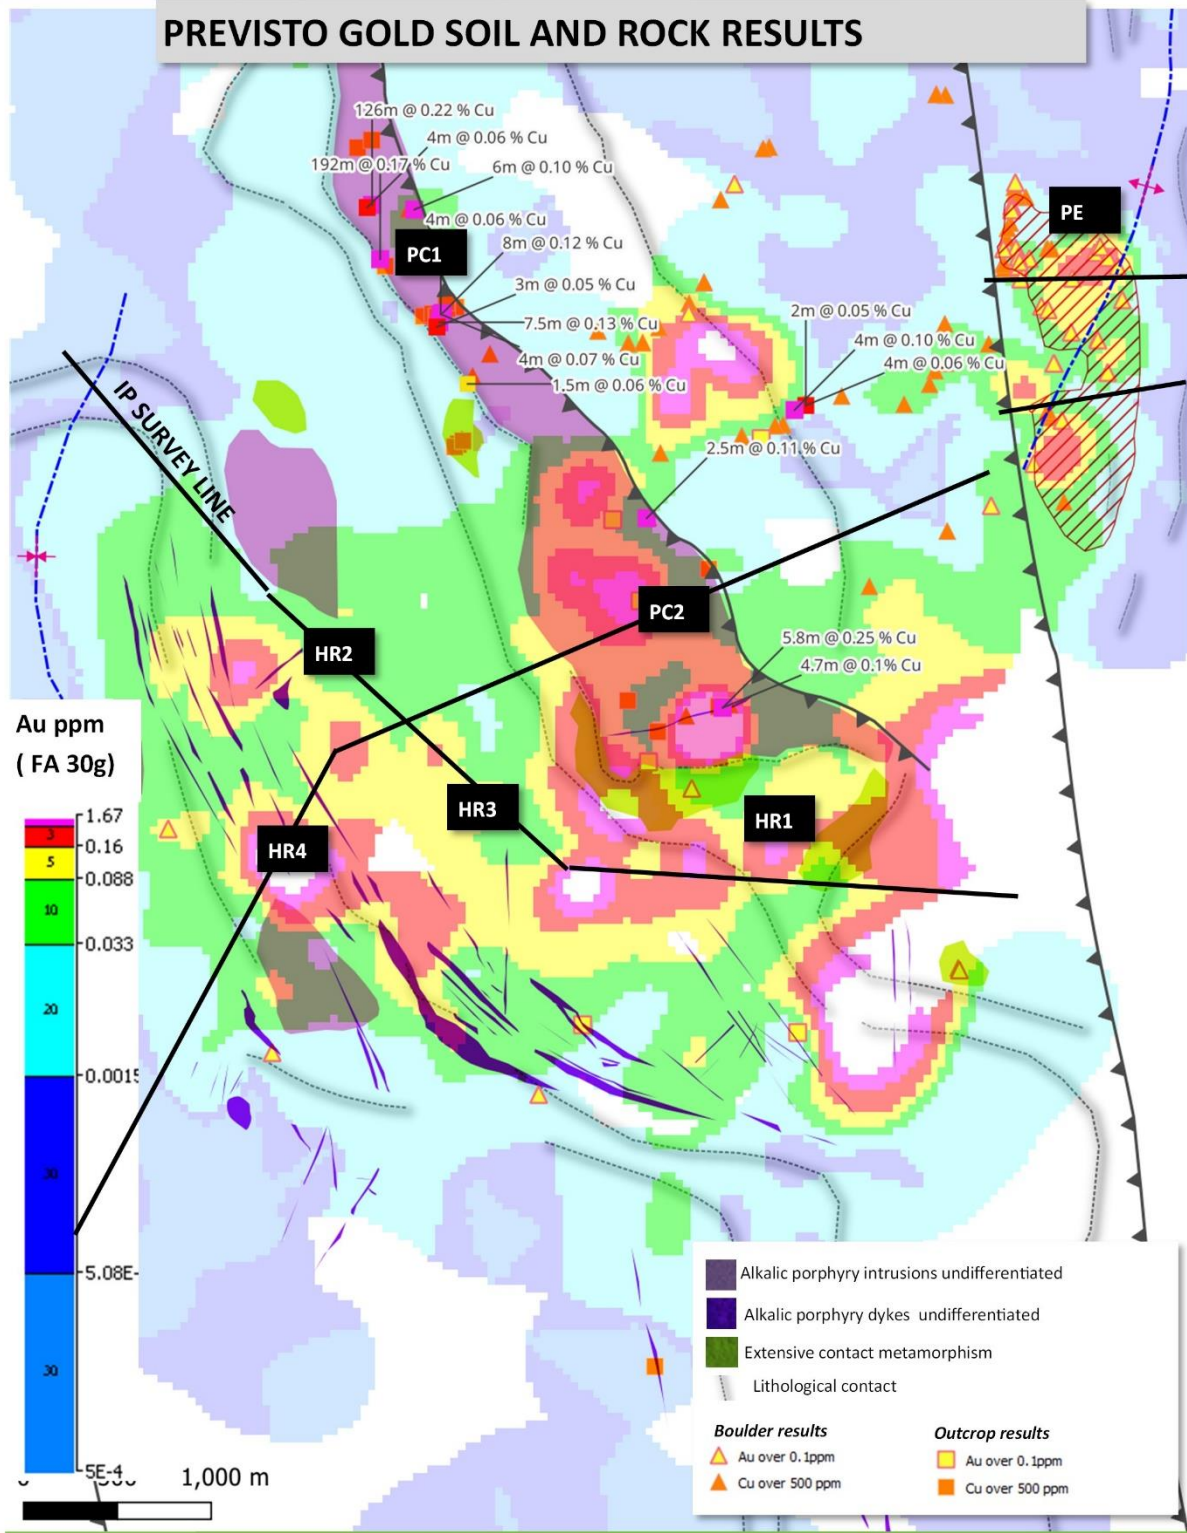 PREVISTO GOLD SOIL AND ROCK RESULTS
126m @ 0.22 % Cu
4m @ 0.06 % Cu
192m @ 0.17 % Cu
6m @ 0.10 % Cu
4m @ 0.06 % Cu
PE
8m @ 0.12 % Cu
PC1
3m @ 0.05 % Cu
2m @ 0.05 % Cu
7.5m @ 0.13 % Cu
4m @ 0.10 % Cu
4m @ 0.07 % Cu
4m @ 0.06 % Cu
1.5m @ 0.06 % Cu
IP SURVEY LINE
2.5m @ 0.11 % Cu
PC2
5.8m @ 0.25 % Cu
HR2
4.7m @ 0.1% Cu
Au ppm
( FA 30g)
HR3
HR1
HR4
1.67
3
0.16
5
0.088
10
0.033
20
0.0015
30
5.08E-
30
5E-4
1,000 m
Alkalic porphyry intrusions undifferentiated
Alkalic porphyry dykes undifferentiated
Extensive contact metamorphism
Lithological contact
Boulder results
Au over 0.1ppm
Cu over 500 ppm
Outcrop results
Au over 0.1ppm
Cu over 500 ppm